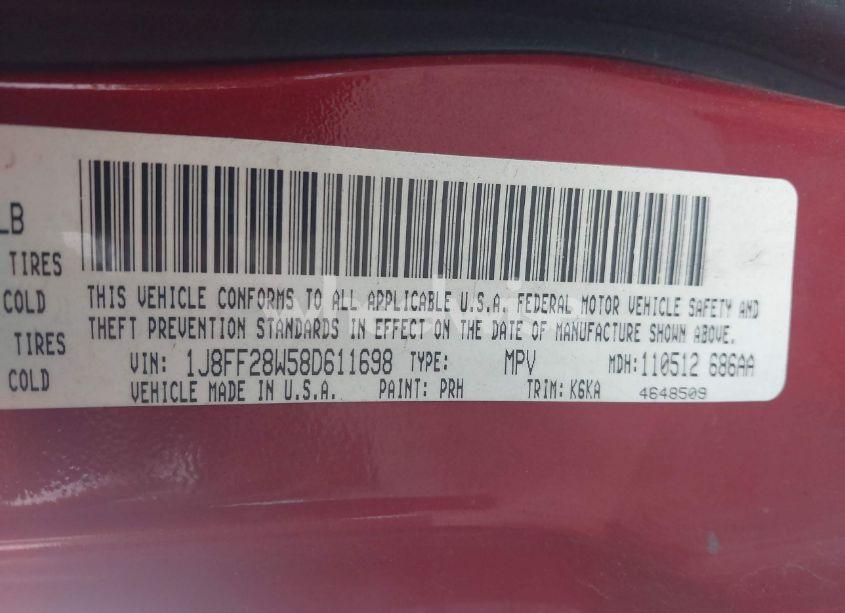 LB
TIRES
COLD
THIS VEHICLE CONFORMS TO ALL APPLICABLE U.S.A. FEDERAL MOTOR VEHICLE SAFETY AND
THEFT PREVENTION STANDARDS IN EFFECT ON THE DATE OF MANUFACTURE SHOWN ABOVE.
TIRES
VIN: 1J8FF28W58D611698 TYPE: MPV MDH: 110512 686AA
COLD
VEHICLE MADE IN U.S.A. PAINT: PRH TRIM: K6KA 4648509